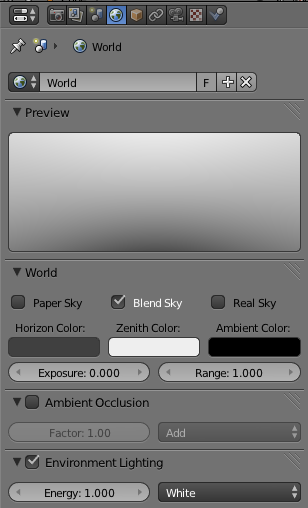 World
World F
Preview
World
Paper Sky Blend Sky Real Sky
Horizon Color: Zenith Color: Ambient Color:
Exposure: 0.000 Range: 1.000
Ambient Occlusion
Factor: 1.00 Add
Environment Lighting
Energy: 1.000 White